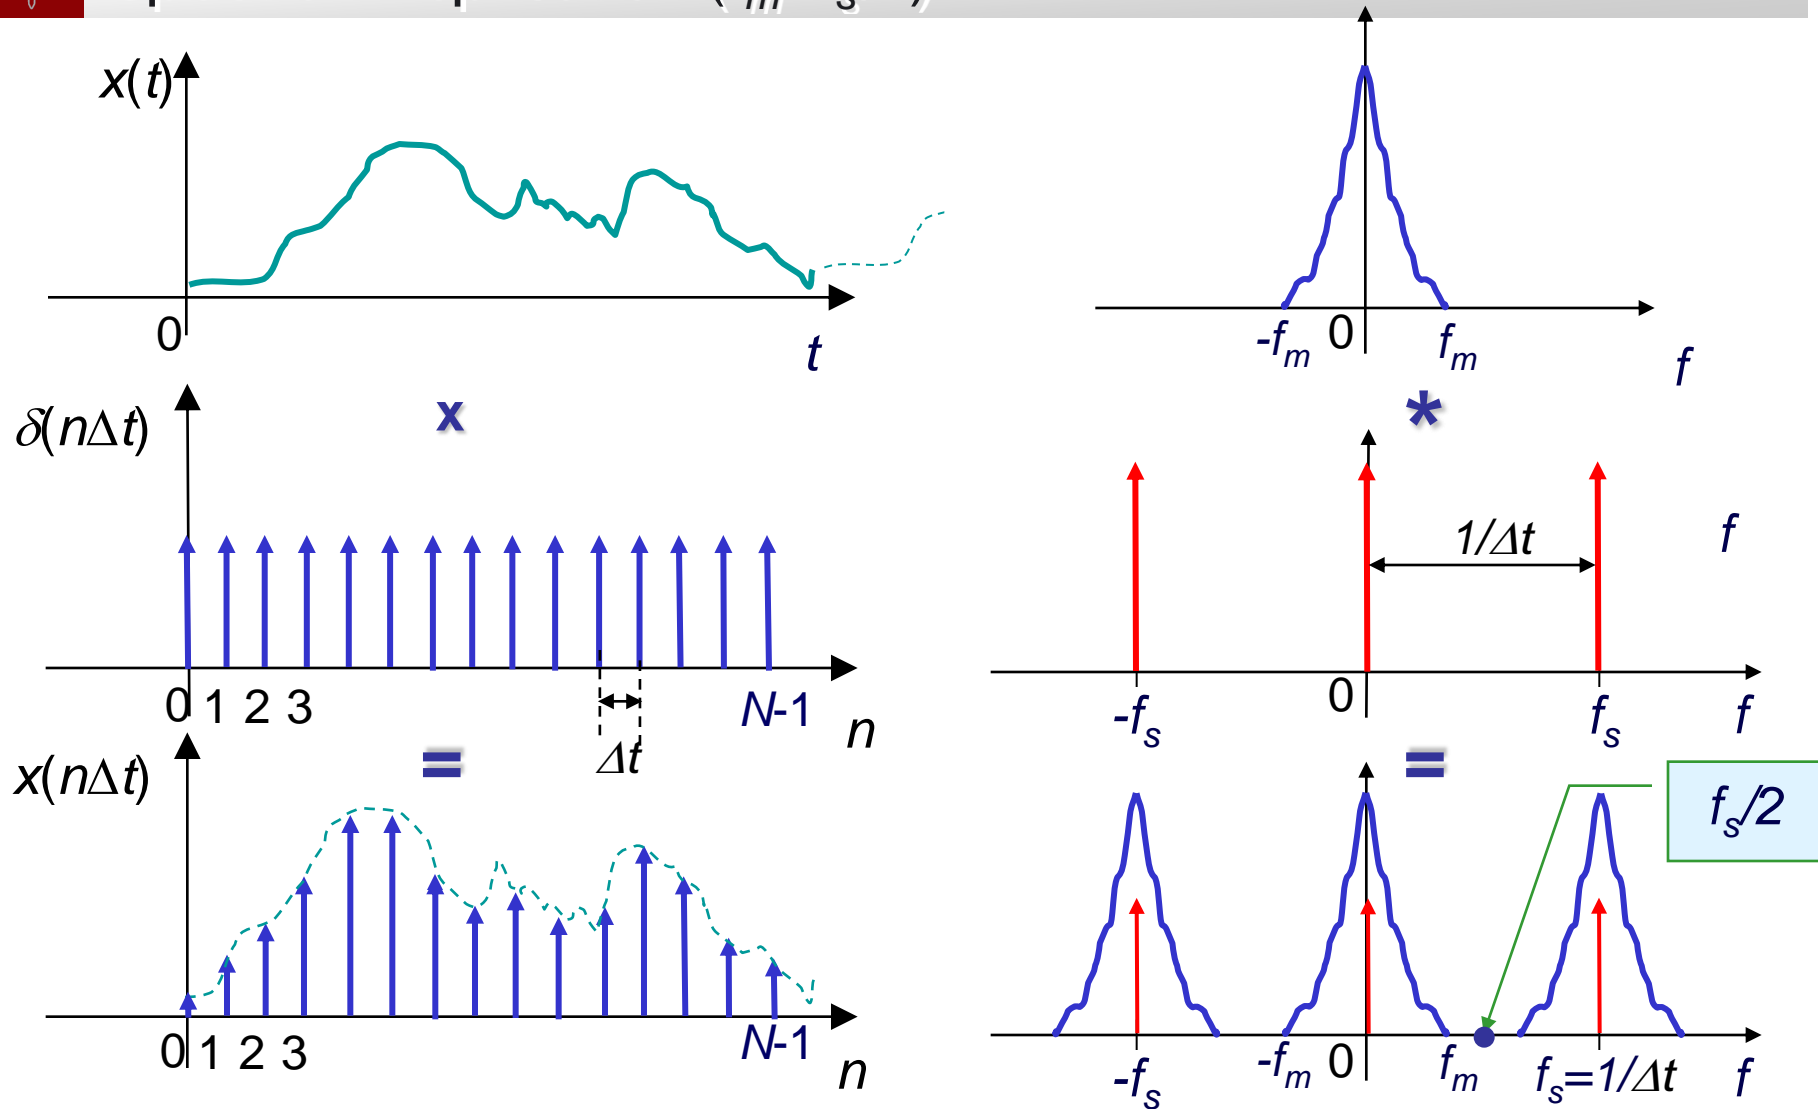 x(t)
0
t
-fm 0 fm
f
δ(nΔt)
x
*
0 1 2 3
N-1
n
Δt
1/Δt
f
-fs
0
fs
f
x(nΔt)
=
=
fs/2
0 1 2 3
N-1
n
-fs
-fm 0 fm
fs=1/Δt
f